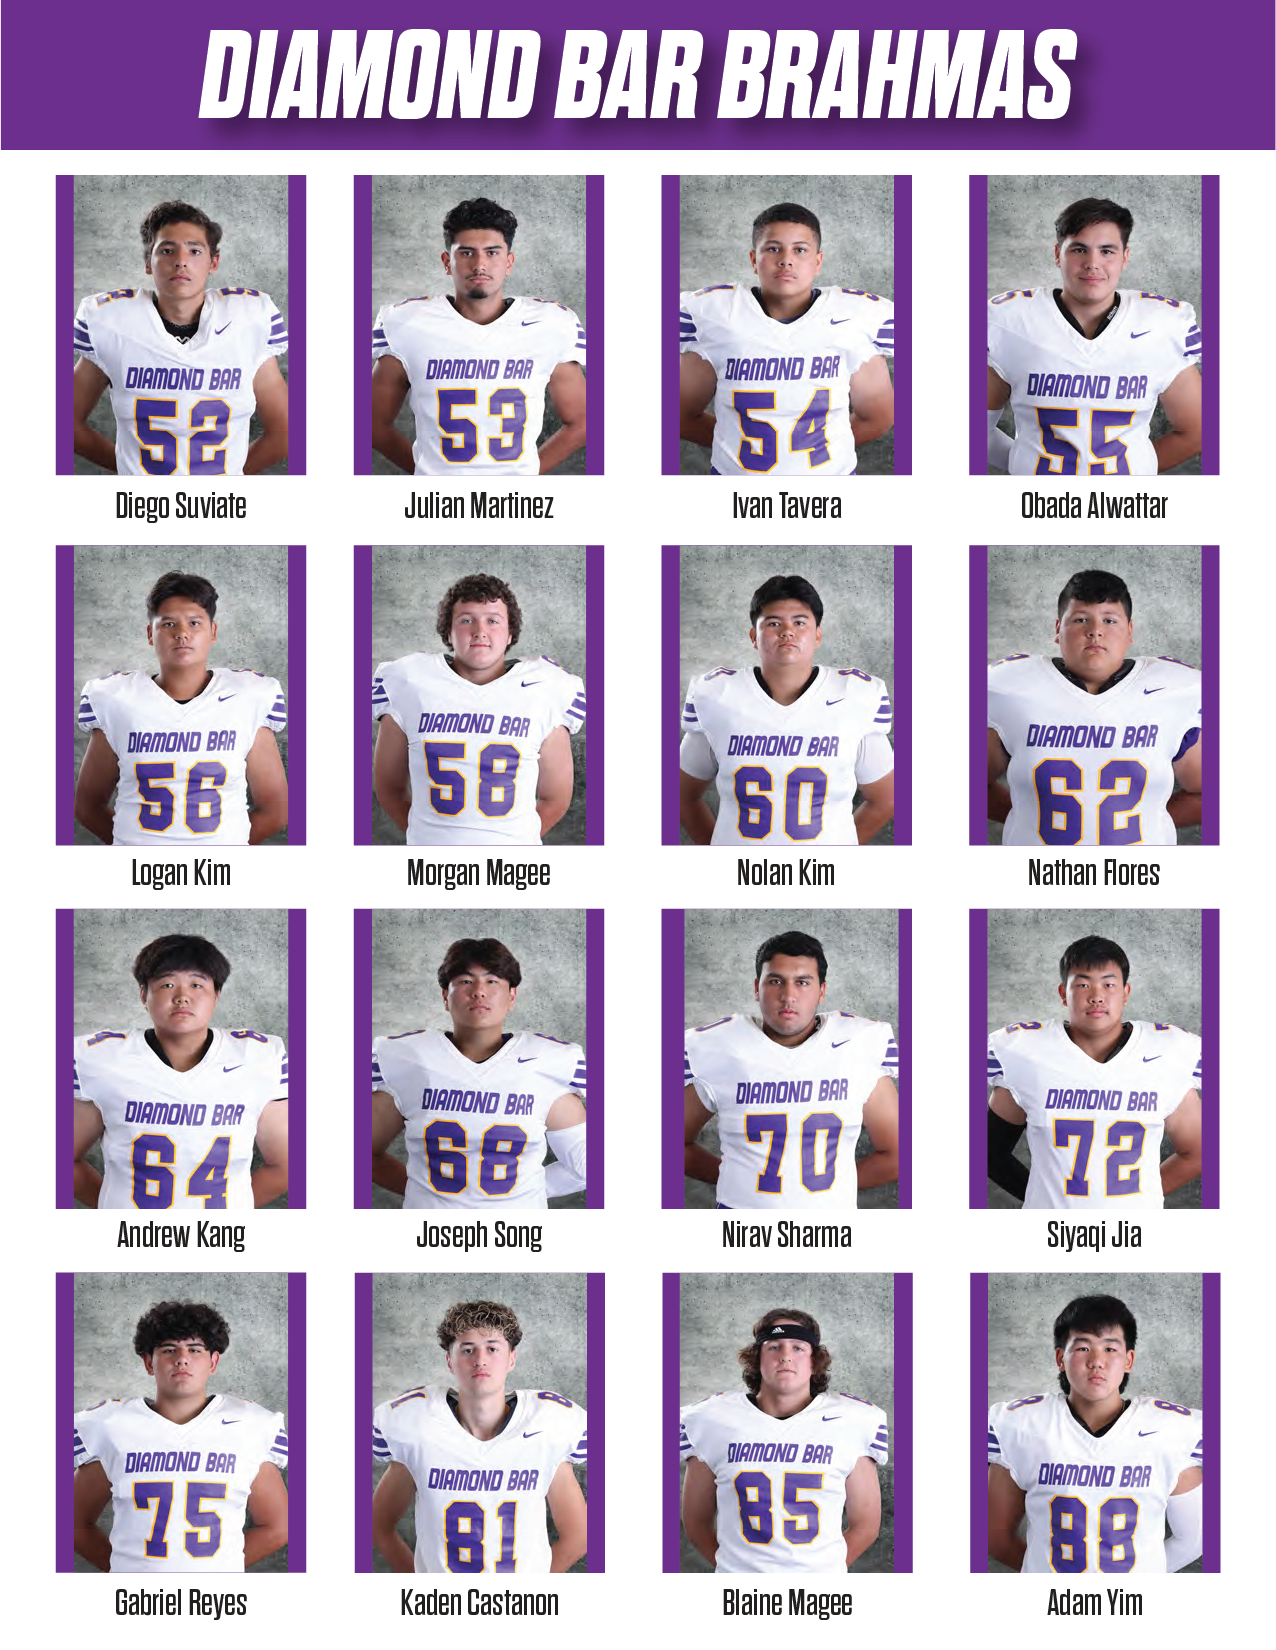 DIAMOND BAR BRAHMAS
DIAMOND BAR
52
DIAMOND BAR
53
DIAMOND BAR
54
DIAMOND BAR
55
Diego Suviate
Julian Martinez
Ivan Tavera
Obada Alwattar
DIAMOND BAR
56
DIAMOND BAR
58
DIAMOND BAR
60
DIAMOND BAR
62
Logan Kim
Morgan Magee
Nolan Kim
Nathan Flores
DIAMOND BAR
64
DIAMOND BAR
68
DIAMOND BAR
70
DIAMOND BAR
72
Andrew Kang
Joseph Song
Nirav Sharma
Siyaqi Jia
DIAMOND BAR
75
DIAMOND BAR
81
DIAMOND BAR
85
DIAMOND BAR
88
Gabriel Reyes
Kaden Castanon
Blaine Magee
Adam Yim